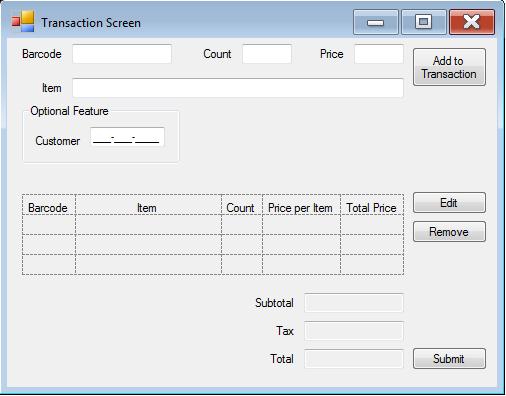 Transaction Screen
Barcode Count Price
Add to
Transaction
Item
Optional Feature
Customer ___-___-____
Barcode Item Count Price per Item Total Price
Edit
Remove
Subtotal
Tax
Total
Submit